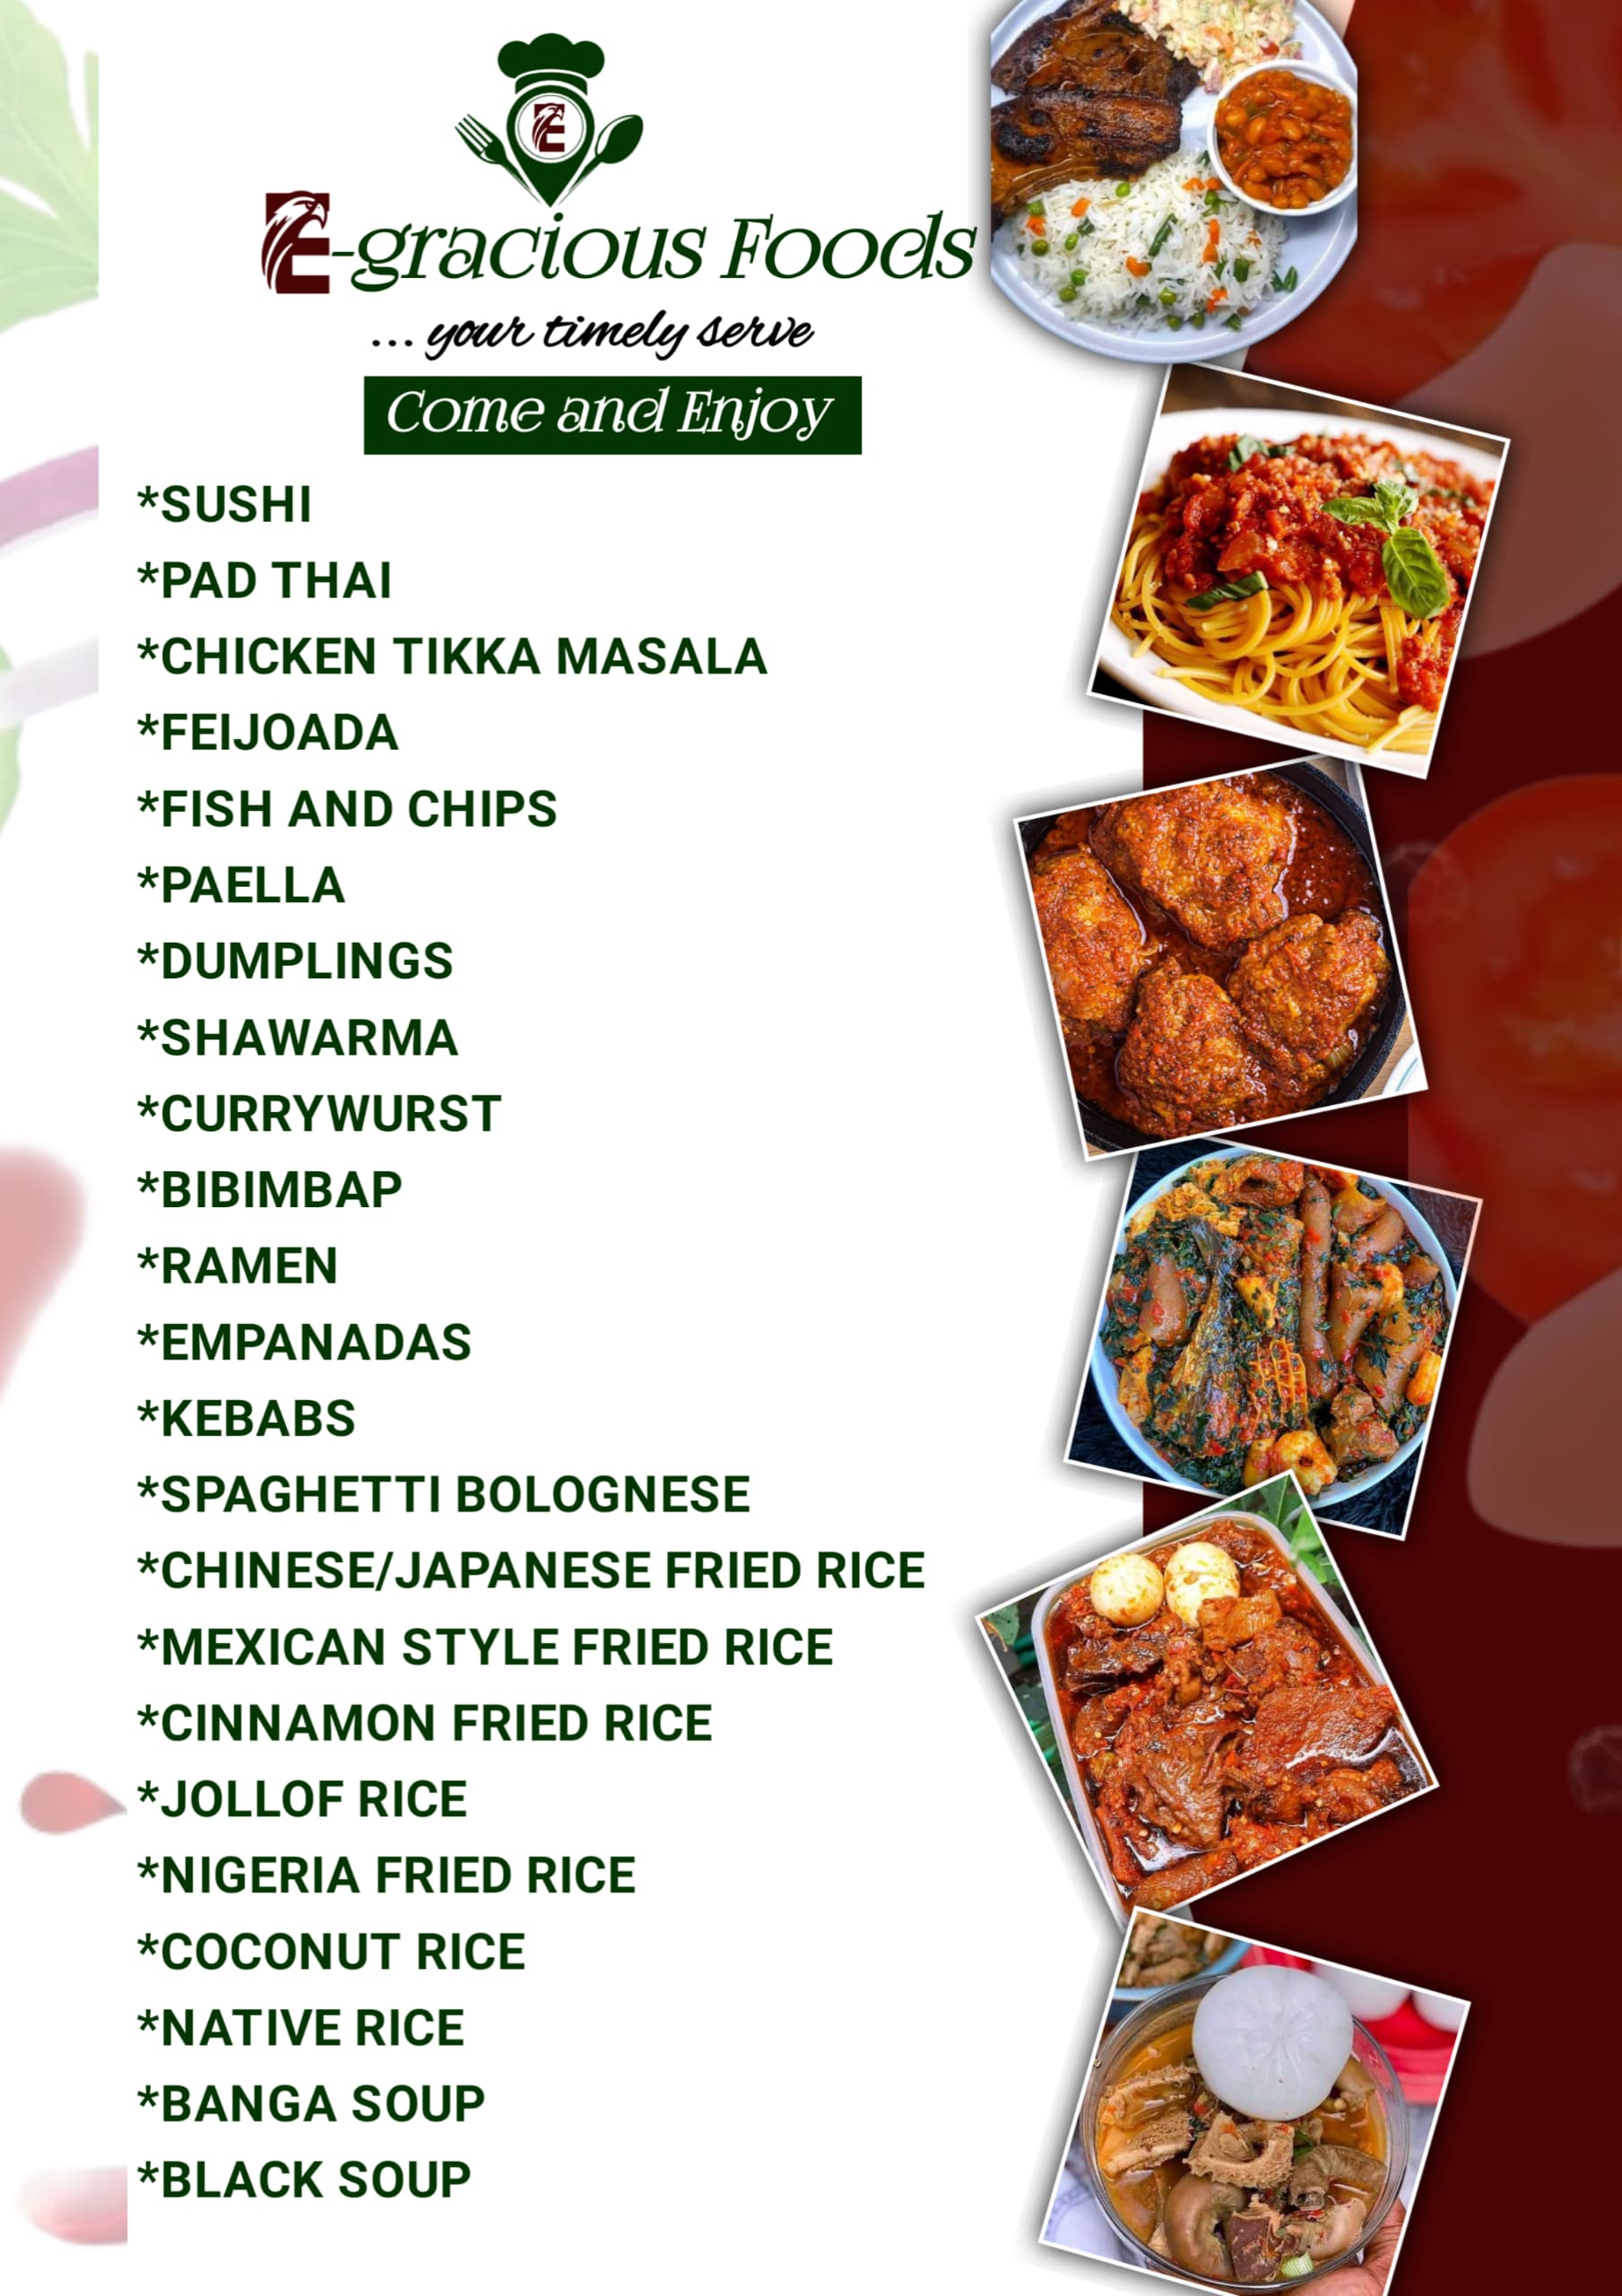 E
E-gracious Foods
... your timely serve
Come and Enjoy
*SUSHI
*PAD THAI
*CHICKEN TIKKA MASALA
*FEIJOADA
*FISH AND CHIPS
*PAELLA
*DUMPLINGS
*SHAWARMA
*CURRYWURST
*BIBIMBAP
*RAMEN
*EMPANADAS
*KEBABS
*SPAGHETTI BOLOGNESE
*CHINESE/JAPANESE FRIED RICE
*MEXICAN STYLE FRIED RICE
*CINNAMON FRIED RICE
*JOLLOF RICE
*NIGERIA FRIED RICE
*COCONUT RICE
*NATIVE RICE
*BANGA SOUP
*BLACK SOUP